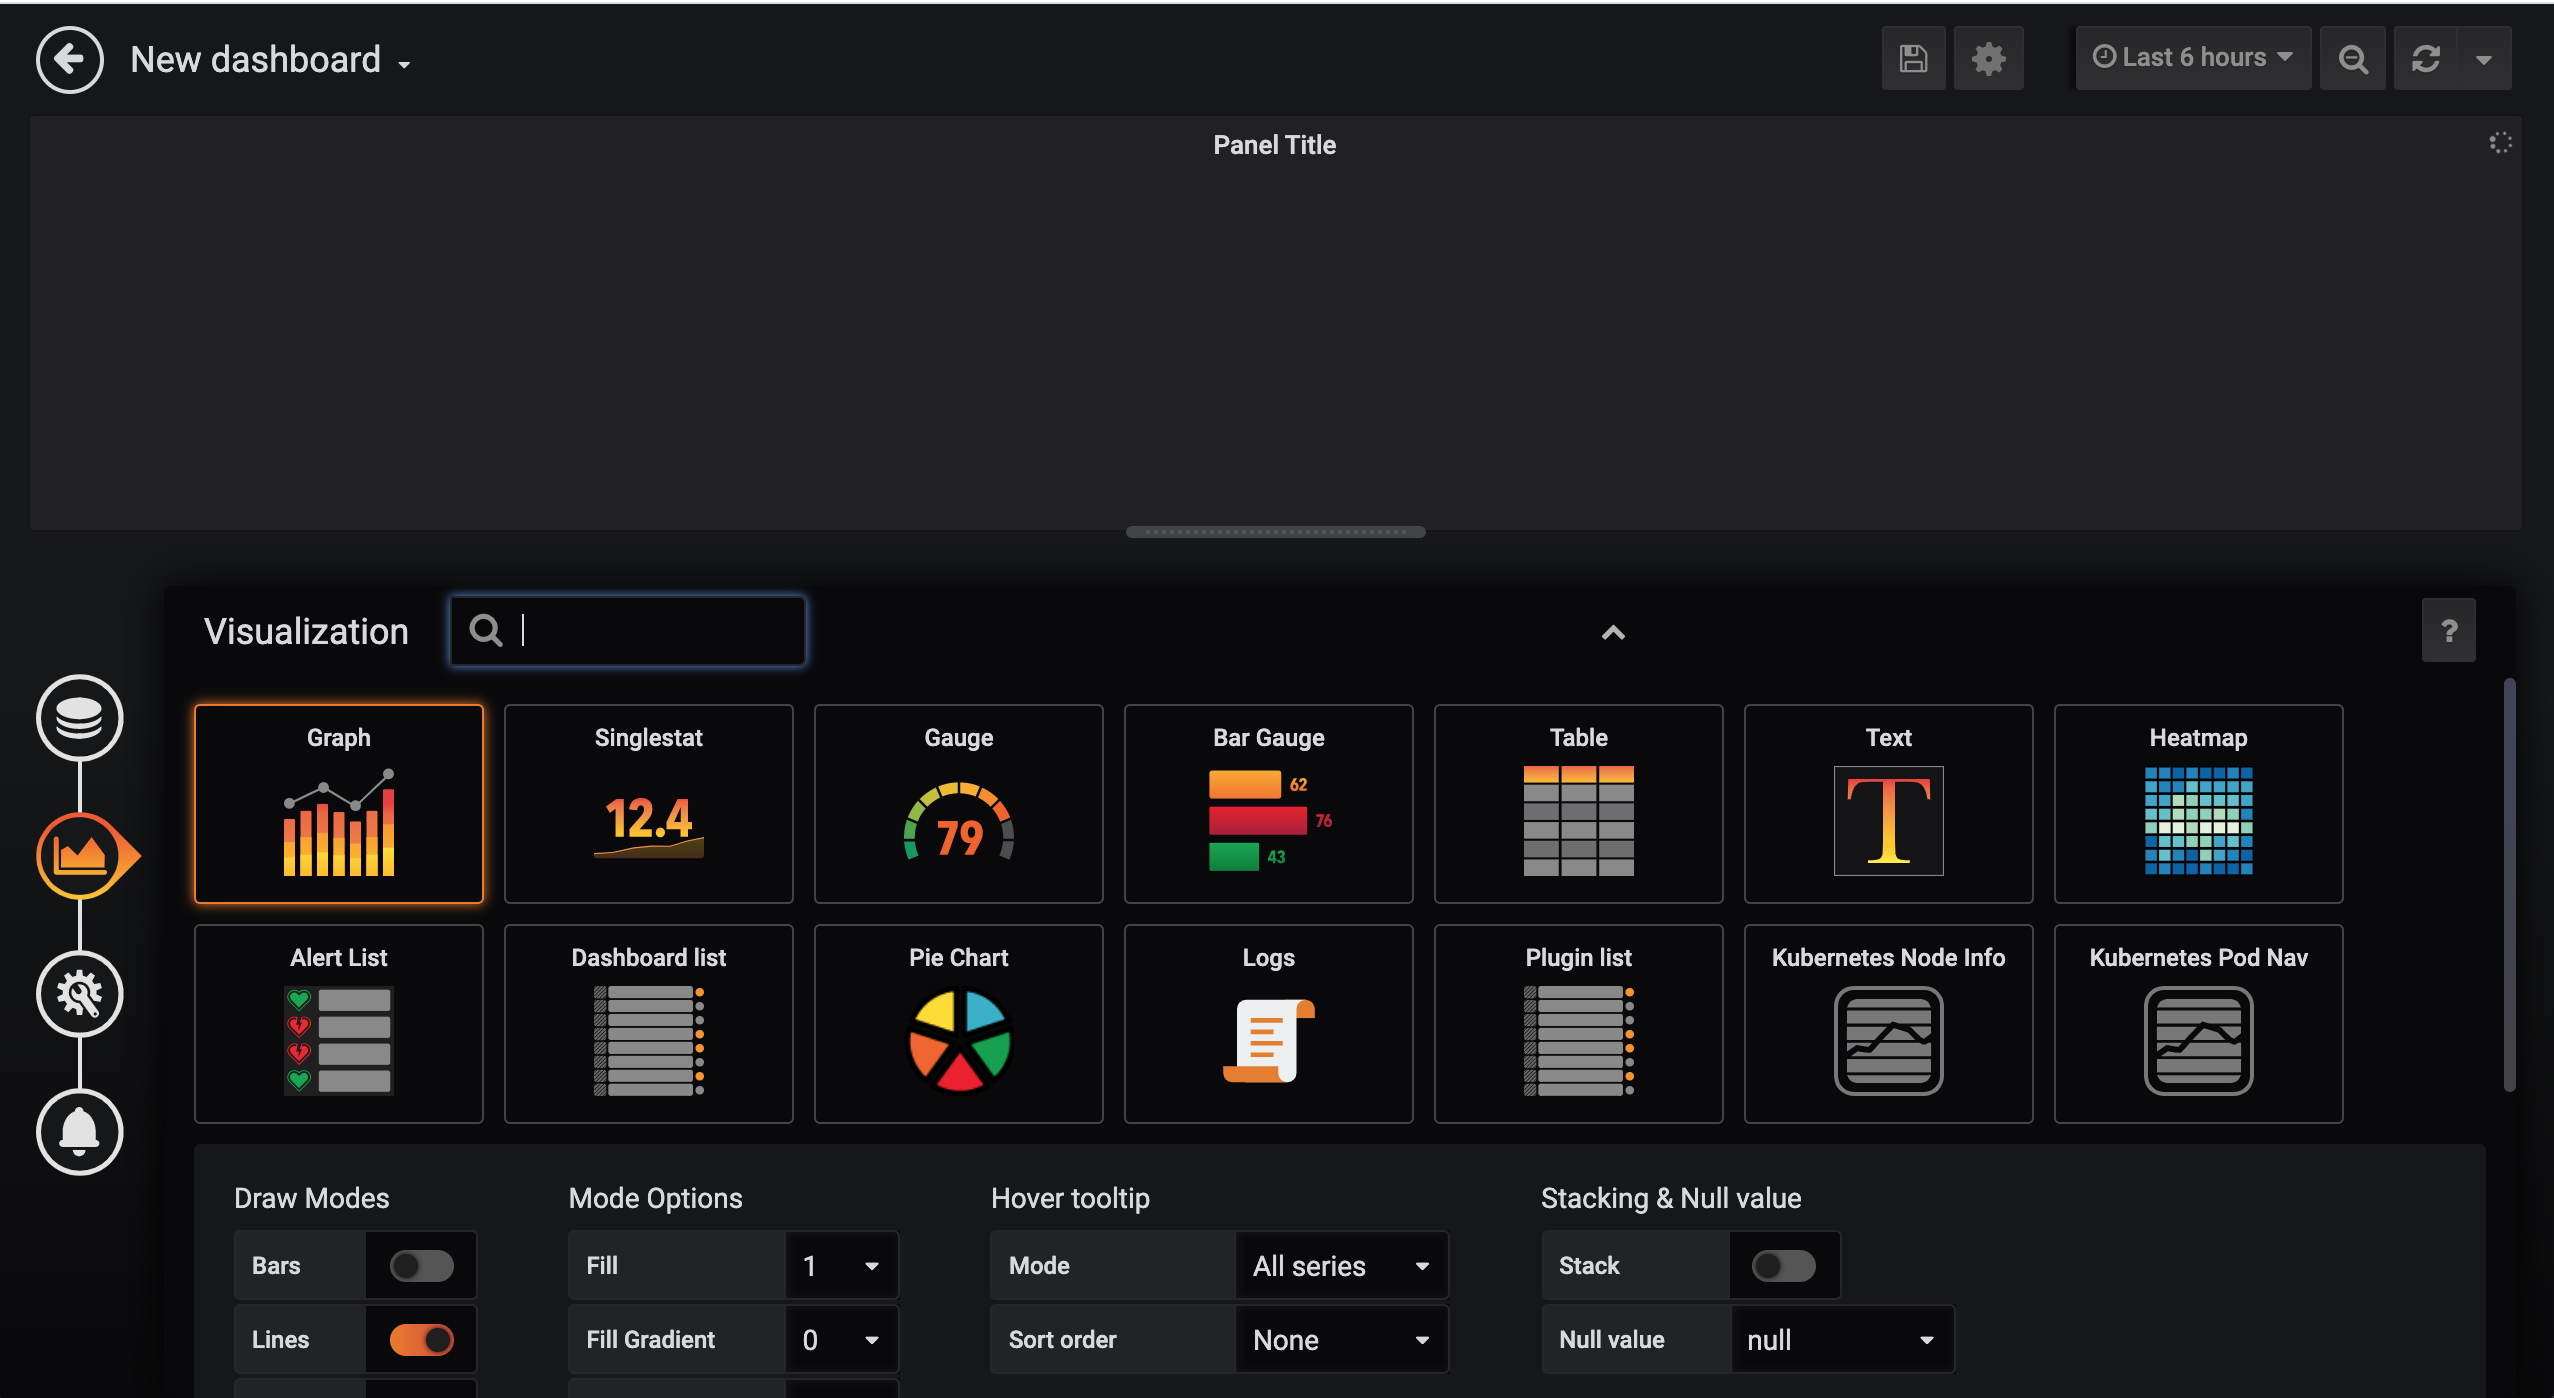 New dashboard
Last 6 hours
Panel Title
Visualization
?
Graph
Singlestat
12.4
Gauge
79
Bar Gauge
62
76
43
Table
Text
T
Heatmap
Alert List
Dashboard list
Pie Chart
Logs
Plugin list
Kubernetes Node Info
Kubernetes Pod Nav
Draw Modes
Mode Options
Hover tooltip
Stacking & Null value
Bars
Fill 1
Mode All series
Stack
Lines
Fill Gradient 0
Sort order None
Null value null